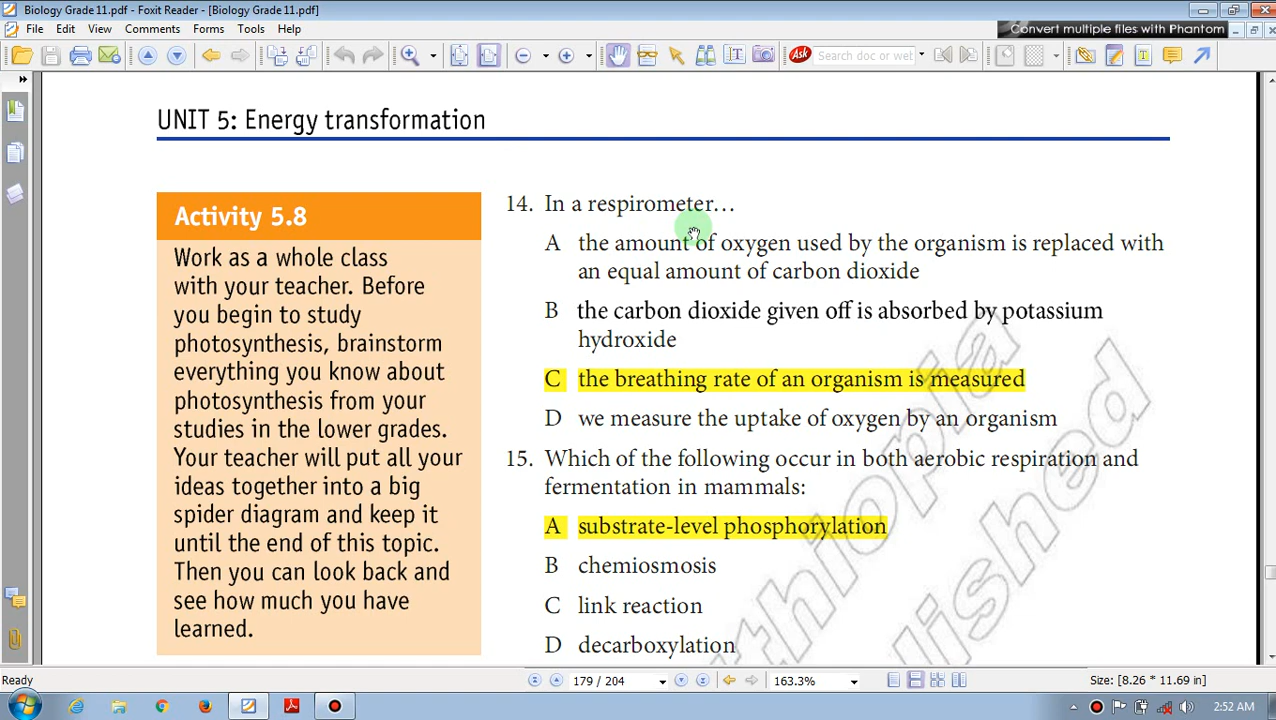 Biology Grade 11.pdf - Foxit Reader - [Biology Grade 11.pdf]
File Edit View Comments Forms Tools Help
Convert multiple files with Phantom
Ask Search doc or wet
UNIT 5: Energy transformation
Activity 5.8
Work as a whole class
with your teacher. Before
you begin to study
photosynthesis, brainstorm
everything you know about
photosynthesis from your
studies in the lower grades.
Your teacher will put all your
ideas together into a big
spider diagram and keep it
until the end of this topic.
Then you can look back and
see how much you have
learned.
14. In a respirometer…
A the amount of oxygen used by the organism is replaced with
an equal amount of carbon dioxide
B the carbon dioxide given off is absorbed by potassium
hydroxide
C the breathing rate of an organism is measured
D we measure the uptake of oxygen by an organism
15. Which of the following occur in both aerobic respiration and
fermentation in mammals:
A substrate-level phosphorylation
B chemiosmosis
C link reaction
D decarboxylation
Ready
179 / 204
163.3%
Size: [8.26 * 11.69 in]
2:52 AM